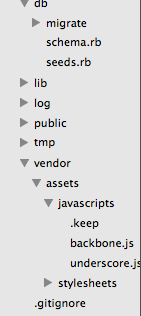 db
migrate
schema.rb
seeds.rb
lib
log
public
tmp
vendor
assets
javascripts
.keep
backbone.js
underscore.js
stylesheets
.gitignore